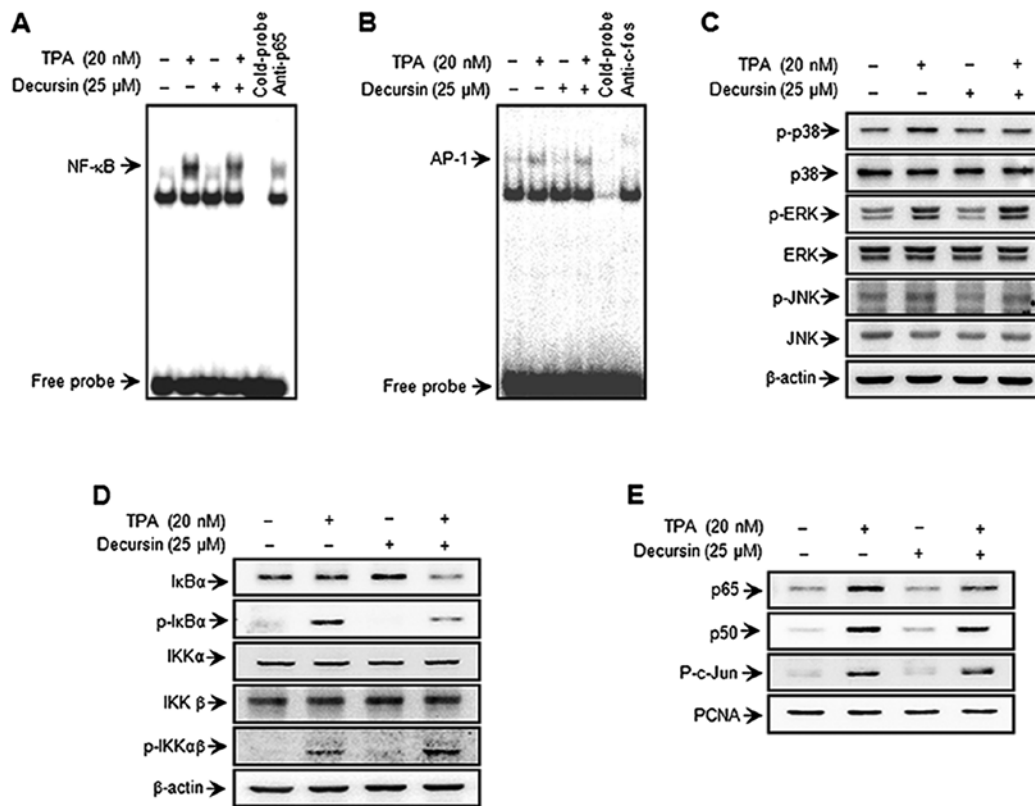 A
TPA (20 nM) – + – +
Decursin (25 μM) – – + +
Cold-probe
Anti-p65
NF-κB
Free probe
B
TPA (20 nM) – + – +
Decursin (25 μM) – – + +
Cold-probe
Anti-c-fos
AP-1
Free probe
C
TPA (20 nM) – + – +
Decursin (25 μM) – – + +
p-p38
p38
p-ERK
ERK
p-JNK
JNK
β-actin
D
TPA (20 nM) – + – +
Decursin (25 μM) – – + +
IκBα
p-IκBα
IKKα
IKK β
p-IKKαβ
β-actin
E
TPA (20 nM) – + – +
Decursin (25 μM) – – + +
p65
p50
P-c-Jun
PCNA